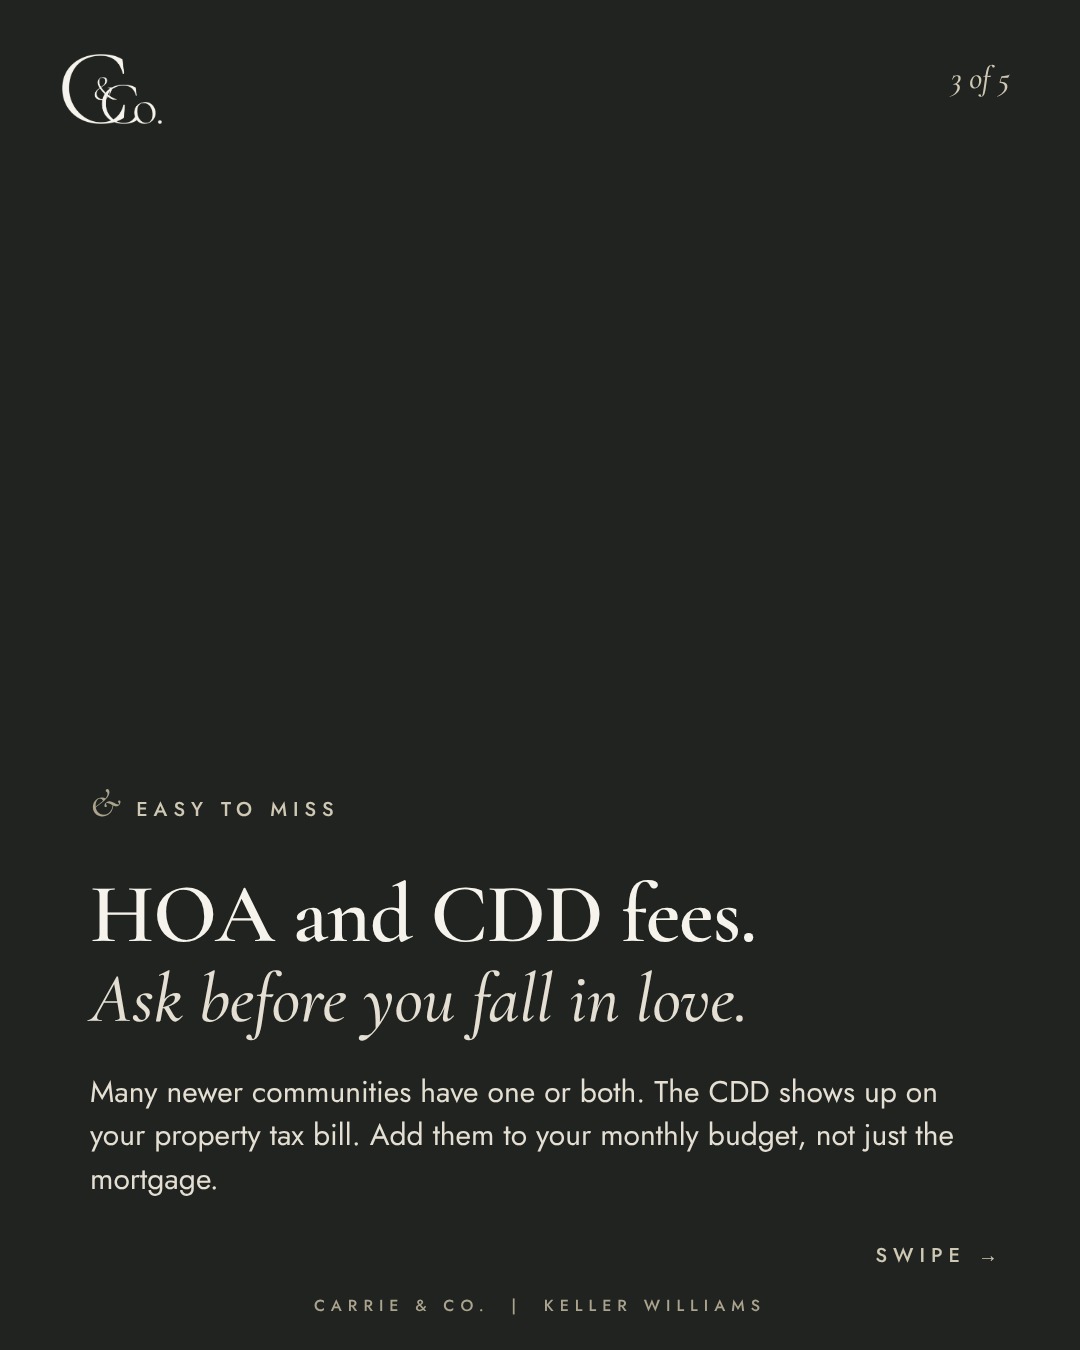 C&Co.
3 of 5
& EASY TO MISS
HOA and CDD fees.
Ask before you fall in love.
Many newer communities have one or both. The CDD shows up on
your property tax bill. Add them to your monthly budget, not just the
mortgage.
SWIPE →
CARRIE & CO. | KELLER WILLIAMS